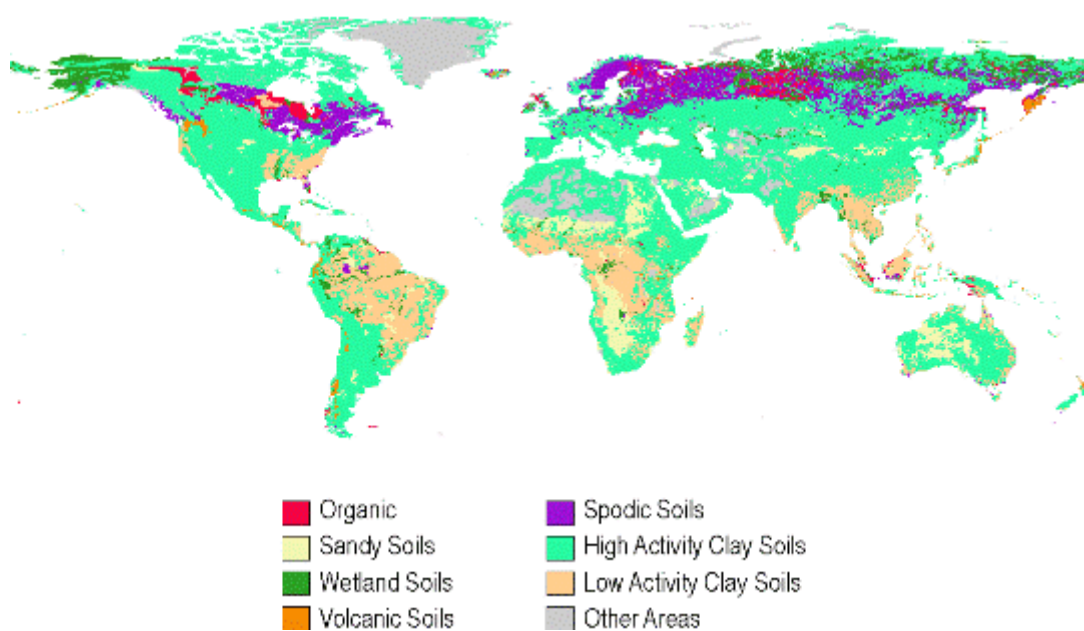 Organic
Sandy Soils
Wetland Soils
Volcanic Soils
Spodic Soils
High Activity Clay Soils
Low Activity Clay Soils
Other Areas